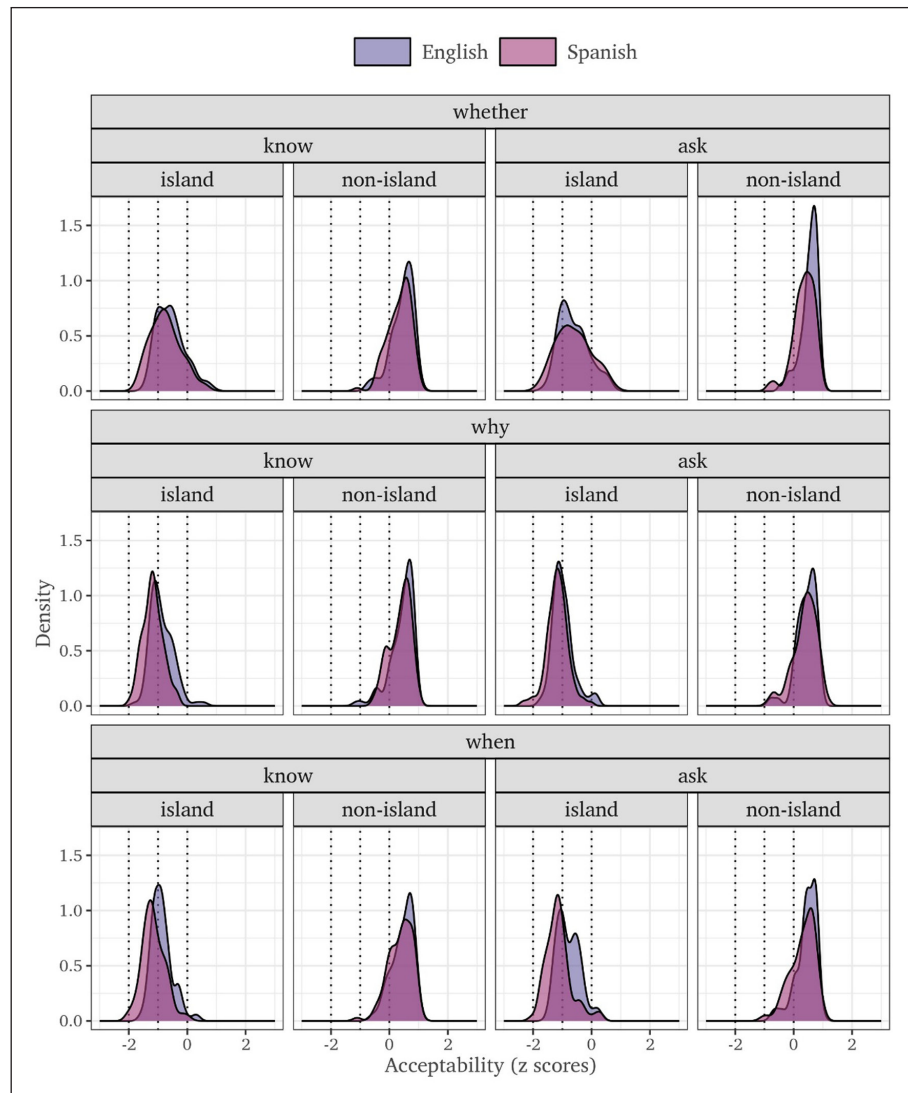 English Spanish
whether
know ask
island non-island island non-island
1.5
1.0
0.5
0.0
why
know ask
island non-island island non-island
1.5
1.0
0.5
0.0
Density
when
know ask
island non-island island non-island
1.5
1.0
0.5
0.0
-2 0 2 -2 0 2 -2 0 2 -2 0 2
Acceptability (z scores)